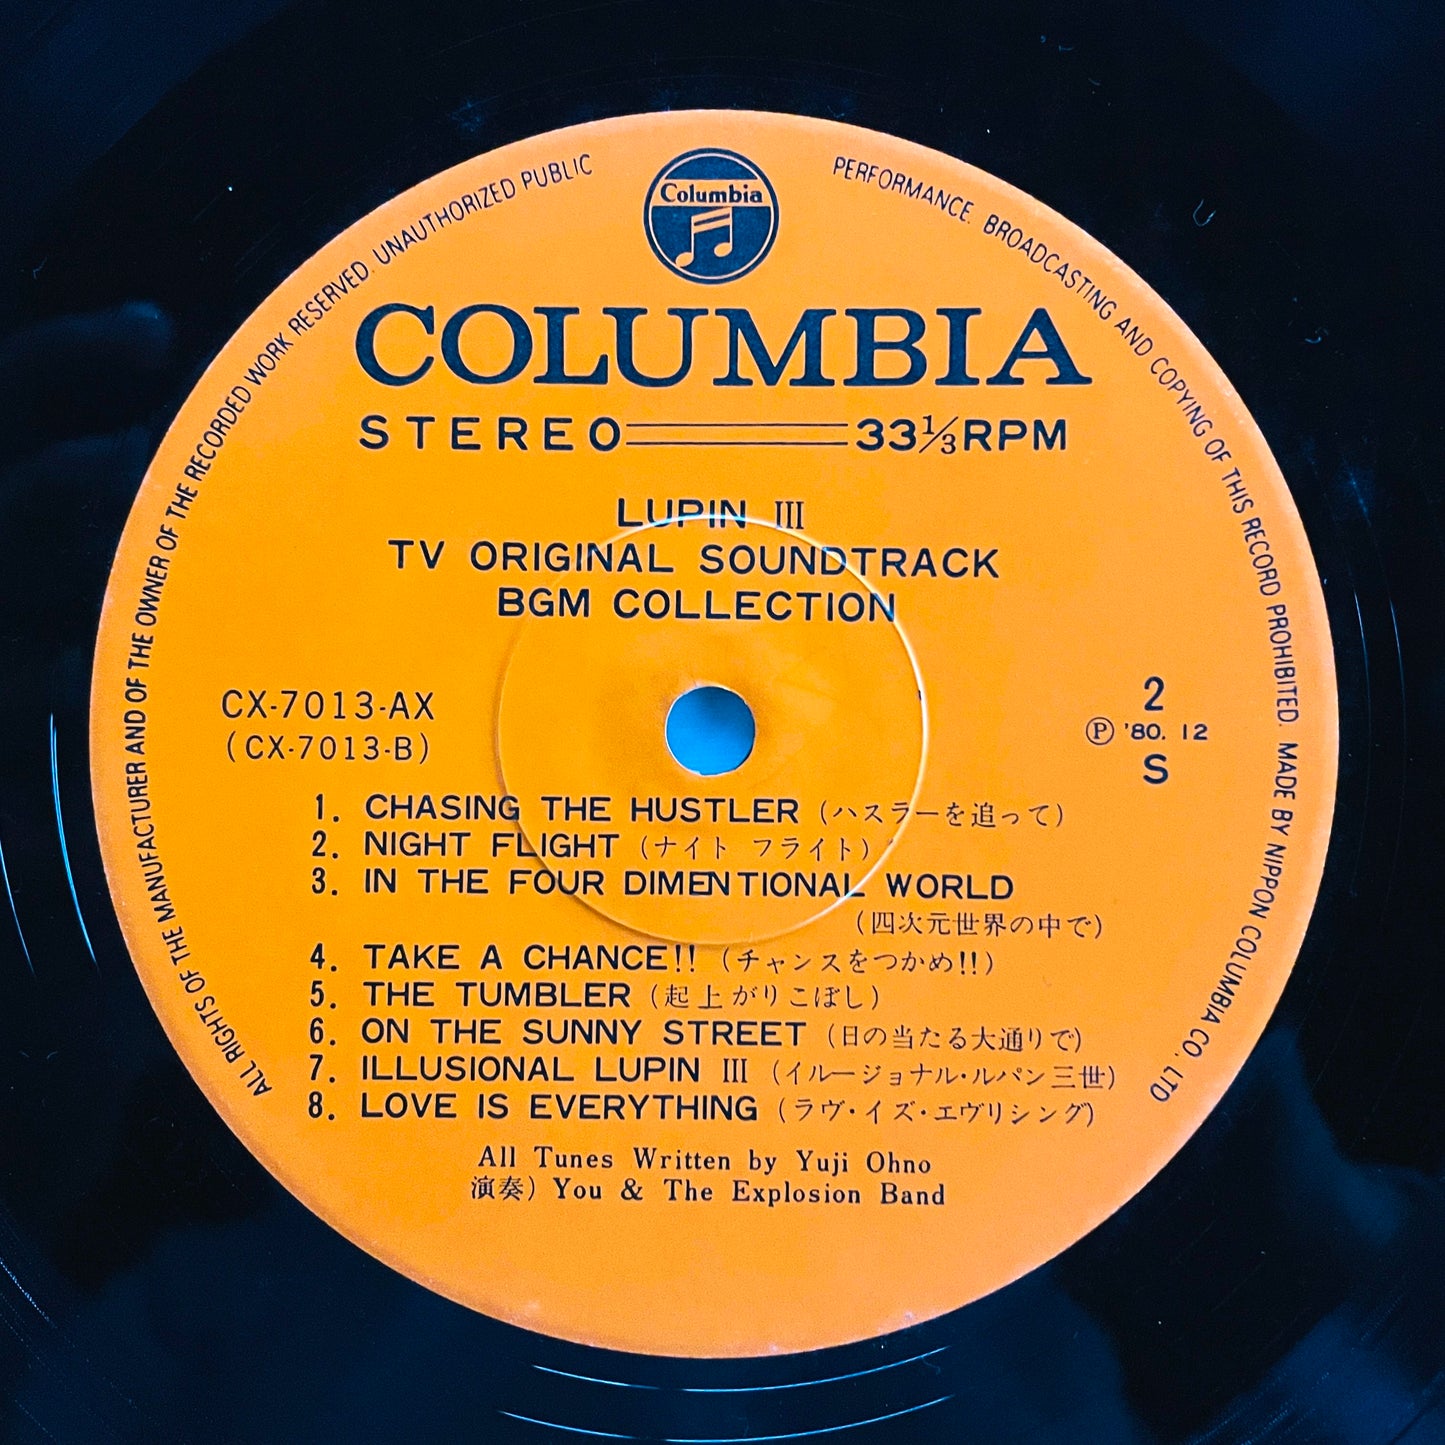 Columbia
COLUMBIA
STEREO 33⅓RPM
LUPIN III
TV ORIGINAL SOUNDTRACK
BGM COLLECTION
CX-7013-AX
(CX-7013-B)
2
Ⓟ '80. 12
S
1. CHASING THE HUSTLER (ハスラーを追って)
2. NIGHT FLIGHT (ナイト フライト)
3. IN THE FOUR DIMENTIONAL WORLD
(四次元世界の中で)
4. TAKE A CHANCE!! (チャンスをつかめ!!)
5. THE TUMBLER (起上がりこぼし)
6. ON THE SUNNY STREET (日の当たる大通りで)
7. ILLUSIONAL LUPIN III (イルージョナル・ルパン三世)
8. LOVE IS EVERYTHING (ラヴ・イズ・エヴリシング)
All Tunes Written by Yuji Ohno
演奏) You & The Explosion Band
ALL RIGHTS OF THE MANUFACTURER AND OF THE OWNER OF THE RECORDED WORK RESERVED. UNAUTHORIZED PUBLIC PERFORMANCE. BROADCASTING AND COPYING OF THIS RECORD PROHIBITED. MADE BY NIPPON COLUMBIA CO., LTD